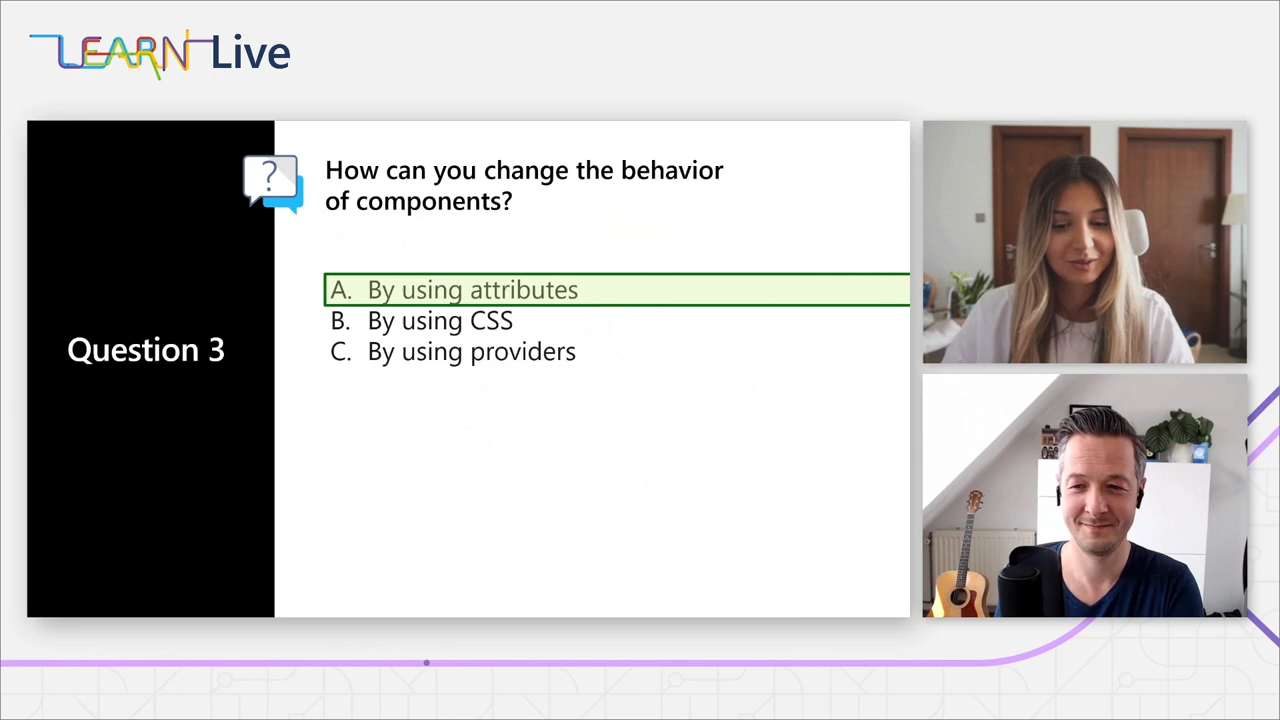 LEARN Live
How can you change the behavior
of components?
A. By using attributes
B. By using CSS
C. By using providers
Question 3
?